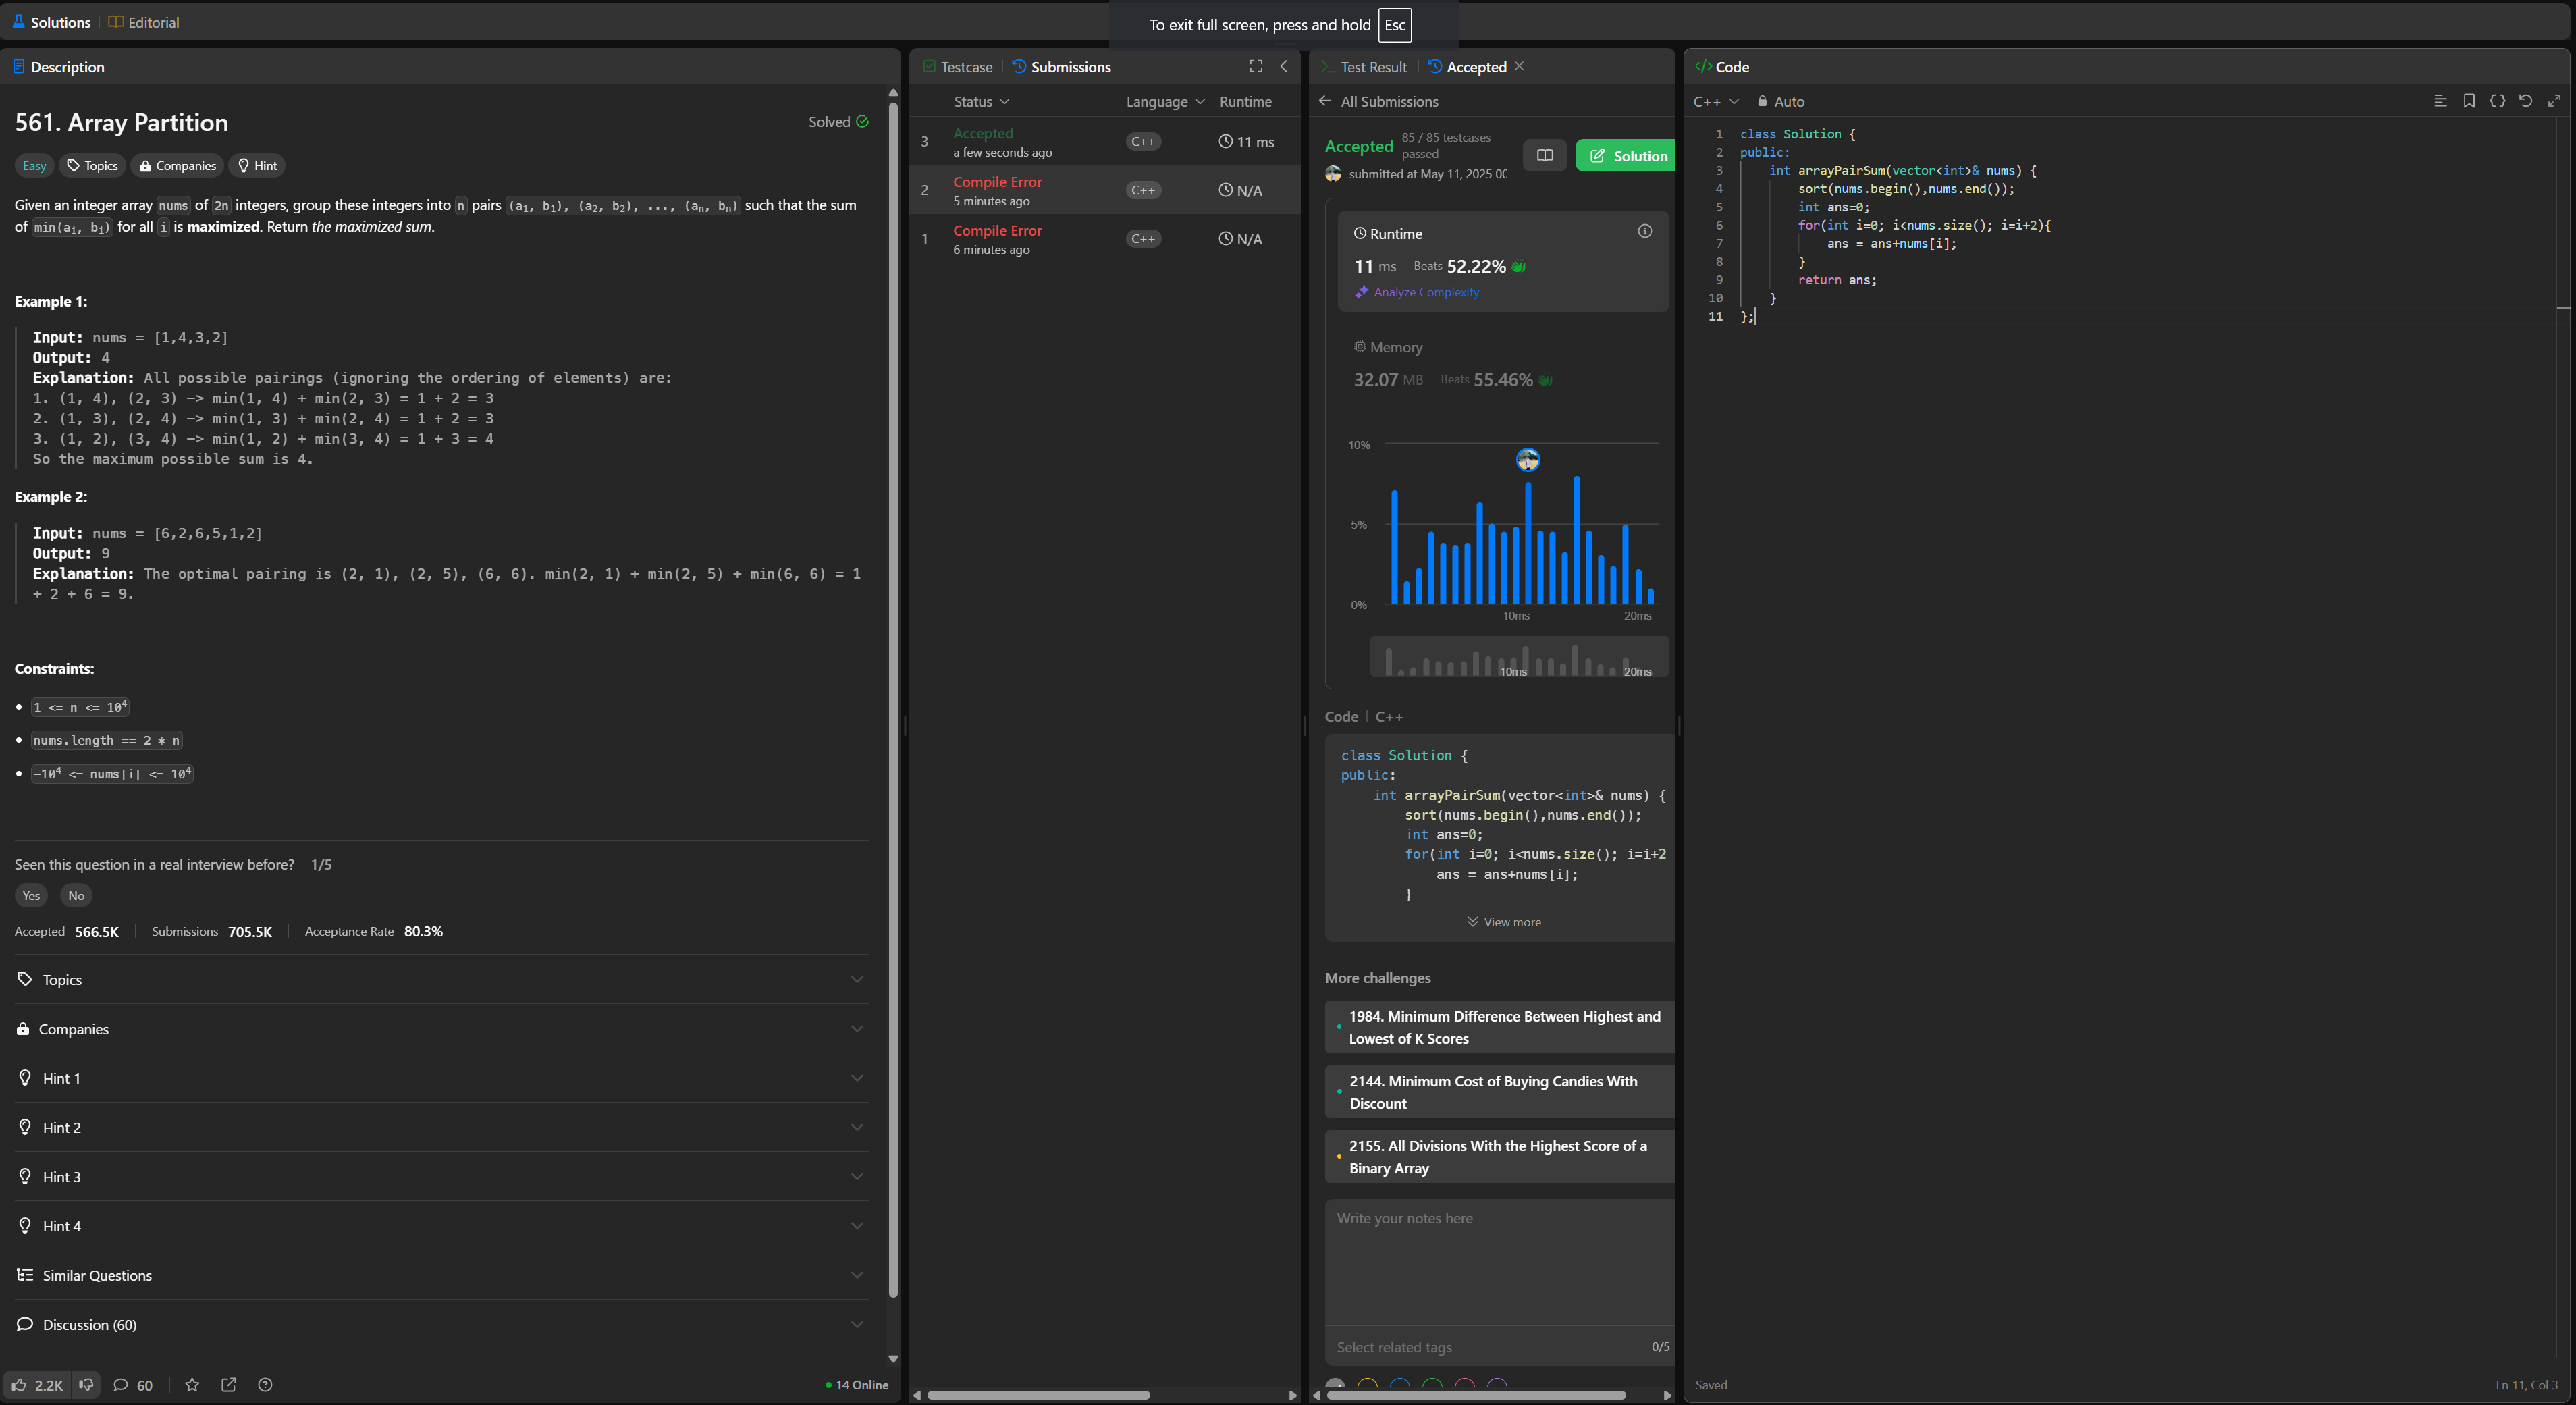 Solutions | Editorial
To exit full screen, press and hold Esc
Description
561. Array Partition
Solved
Easy Topics Companies Hint
Given an integer array nums of 2n integers, group these integers into n pairs (a₁, b₁), (a₂, b₂), ..., (aₙ, bₙ) such that the sum
of min(aᵢ, bᵢ) for all i is maximized. Return the maximized sum.
Example 1:
Input: nums = [1,4,3,2]
Output: 4
Explanation: All possible pairings (ignoring the ordering of elements) are:
1. (1, 4), (2, 3) -> min(1, 4) + min(2, 3) = 1 + 2 = 3
2. (1, 3), (2, 4) -> min(1, 3) + min(2, 4) = 1 + 2 = 3
3. (1, 2), (3, 4) -> min(1, 2) + min(3, 4) = 1 + 3 = 4
So the maximum possible sum is 4.
Example 2:
Input: nums = [6,2,6,5,1,2]
Output: 9
Explanation: The optimal pairing is (2, 1), (2, 5), (6, 6). min(2, 1) + min(2, 5) + min(6, 6) = 1
+ 2 + 6 = 9.
Constraints:
• 1 <= n <= 10⁴
• nums.length == 2 * n
• -10⁴ <= nums[i] <= 10⁴
Seen this question in a real interview before? 1/5
Yes No
Accepted 566.5K | Submissions 705.5K | Acceptance Rate 80.3%
Topics
Companies
Hint 1
Hint 2
Hint 3
Hint 4
Similar Questions
Discussion (60)
2.2K 60
14 Online
Testcase | Submissions
Status Language Runtime
3 Accepted C++ 11 ms
a few seconds ago
2 Compile Error C++ N/A
5 minutes ago
1 Compile Error C++ N/A
6 minutes ago
Test Result | Accepted
All Submissions
Accepted 85 / 85 testcases
passed
Solution
submitted at May 11, 2025 00
Runtime
11 ms | Beats 52.22%
Analyze Complexity
Memory
32.07 MB | Beats 55.46%
10%
5%
0%
10ms 20ms
10ms 20ms
Code | C++
class Solution {
public:
    int arrayPairSum(vector<int>& nums) {
        sort(nums.begin(),nums.end());
        int ans=0;
        for(int i=0; i<nums.size(); i=i+2
            ans = ans+nums[i];
        }
View more
More challenges
1984. Minimum Difference Between Highest and
Lowest of K Scores
2144. Minimum Cost of Buying Candies With
Discount
2155. All Divisions With the Highest Score of a
Binary Array
Write your notes here
Select related tags 0/5
Code
C++ Auto
1 class Solution {
2 public:
3     int arrayPairSum(vector<int>& nums) {
4         sort(nums.begin(),nums.end());
5         int ans=0;
6         for(int i=0; i<nums.size(); i=i+2){
7             ans = ans+nums[i];
8         }
9         return ans;
10     }
11 };
Saved
Ln 11, Col 3